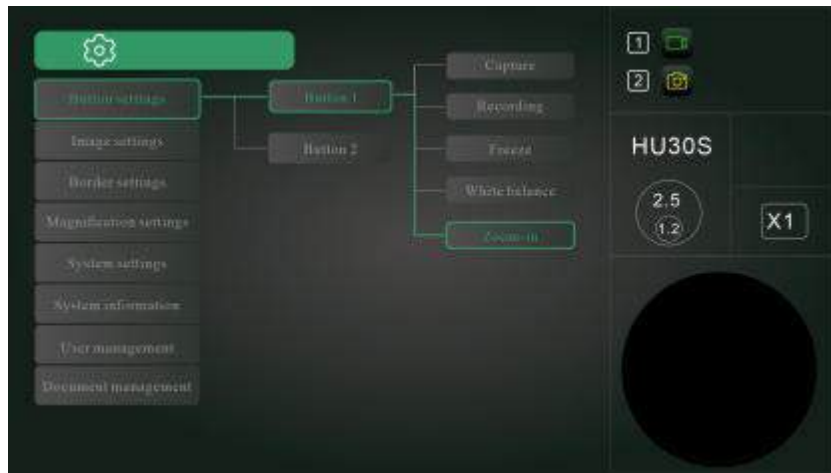 Button settings
Image settings
Border settings
Magnification settings
System settings
System information
User management
Document management
Button 1
Button 2
Capture
Recording
Freeze
White balance
Zoom-in
1
2
HU30S
2.5
1.2
X1